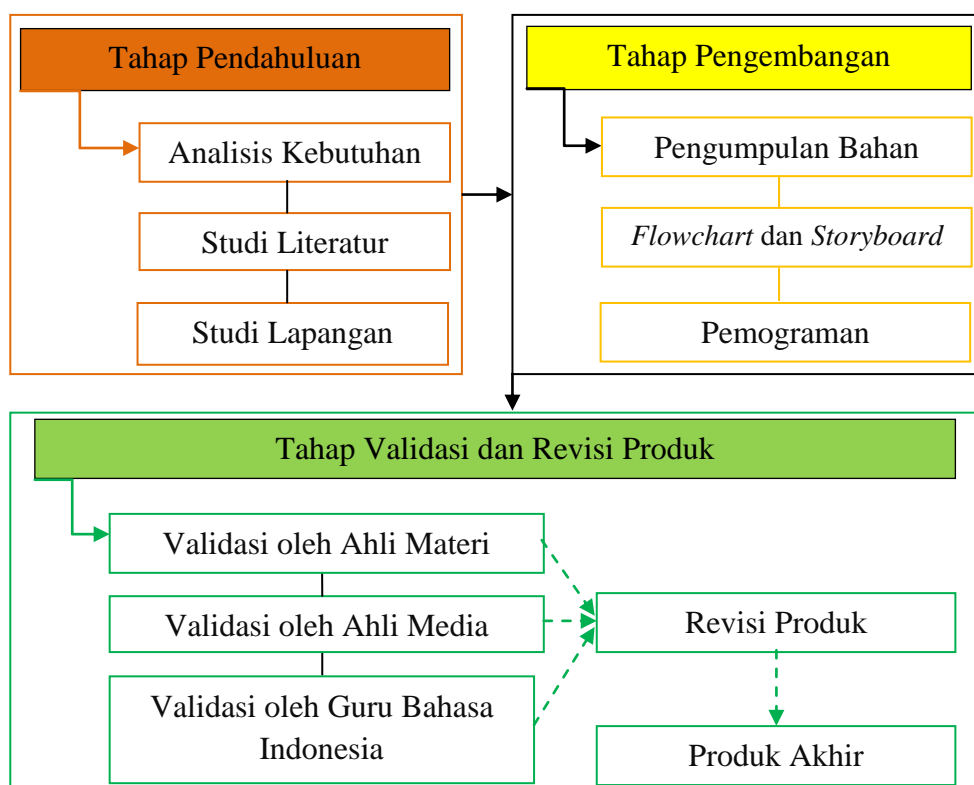 Tahap Pendahuluan
Analisis Kebutuhan
Studi Literatur
Studi Lapangan
Tahap Pengembangan
Pengumpulan Bahan
Flowchart dan Storyboard
Pemograman
Tahap Validasi dan Revisi Produk
Validasi oleh Ahli Materi
Validasi oleh Ahli Media
Validasi oleh Guru Bahasa
Indonesia
Revisi Produk
Produk Akhir